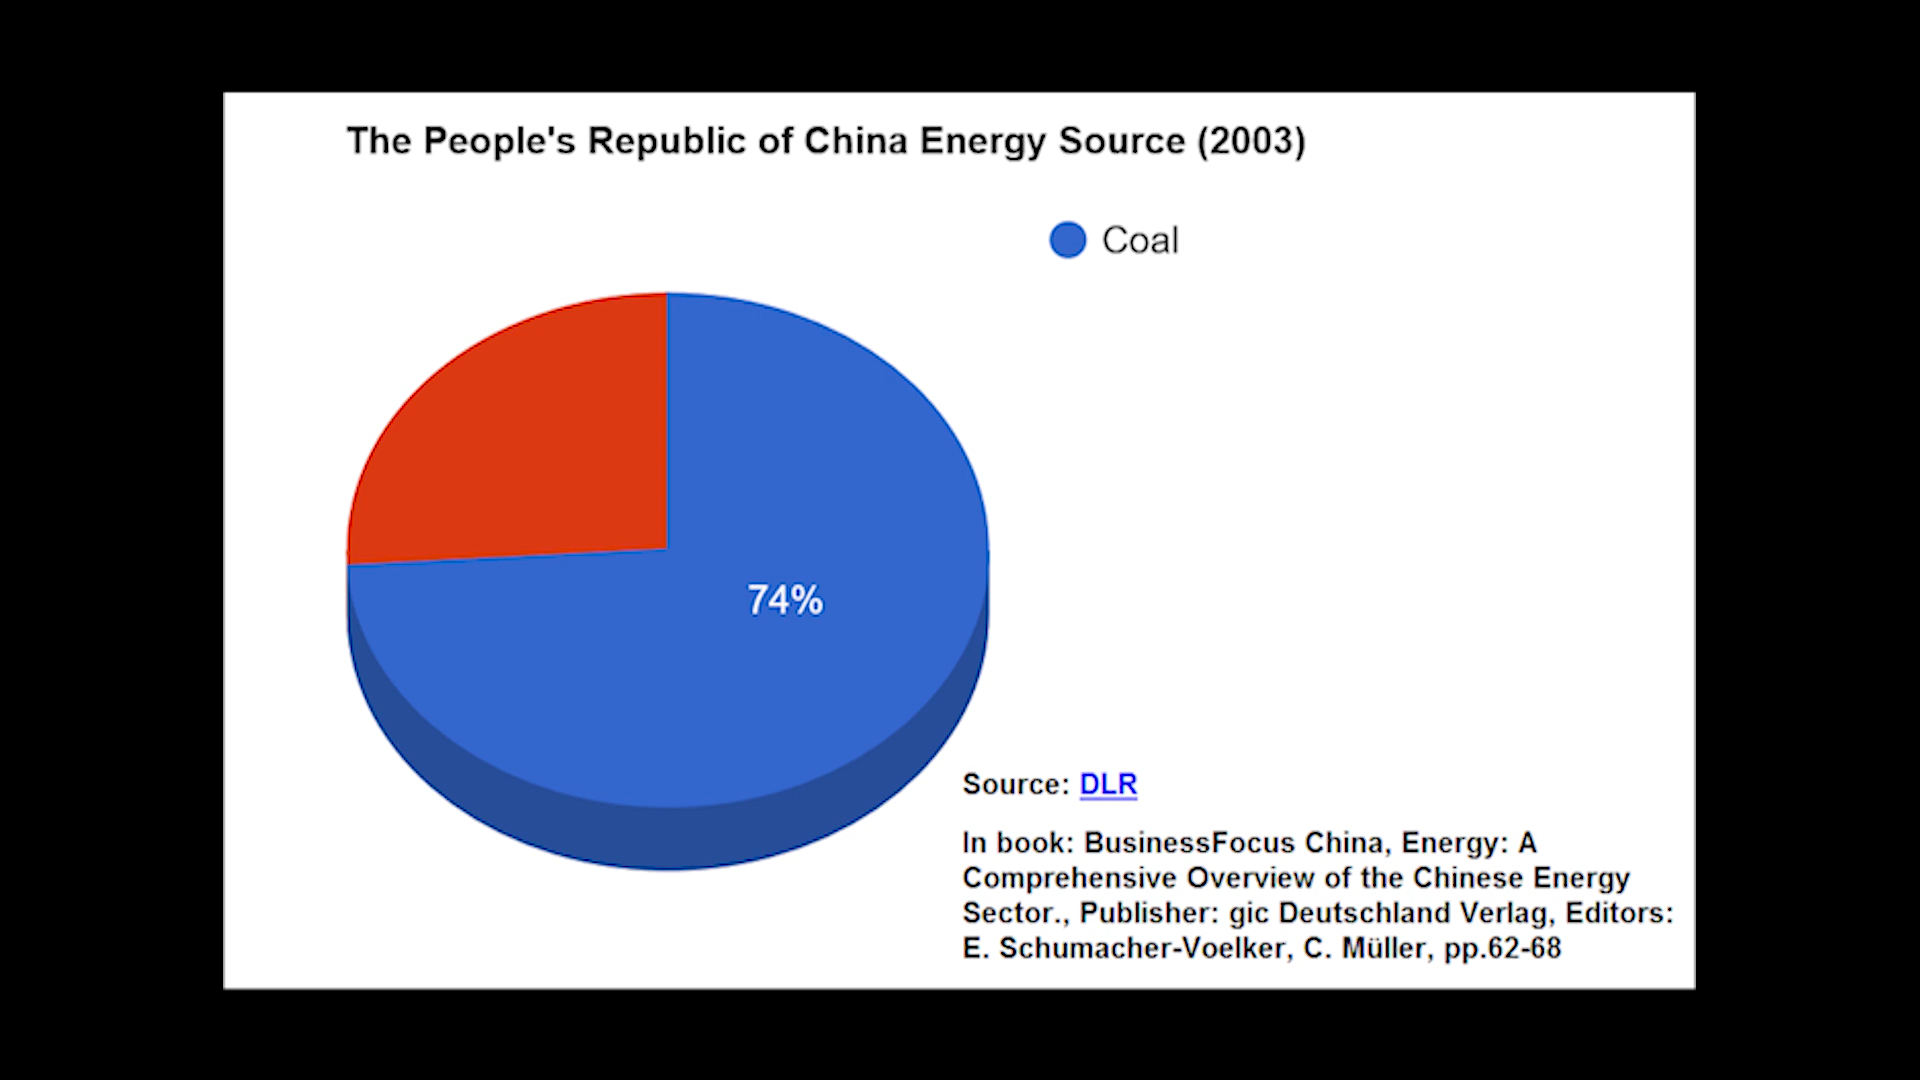 The People's Republic of China Energy Source (2003)
Coal
74%
Source: DLR
In book: BusinessFocus China, Energy: A
Comprehensive Overview of the Chinese Energy
Sector., Publisher: gic Deutschland Verlag, Editors:
E. Schumacher-Voelker, C. Müller, pp.62-68